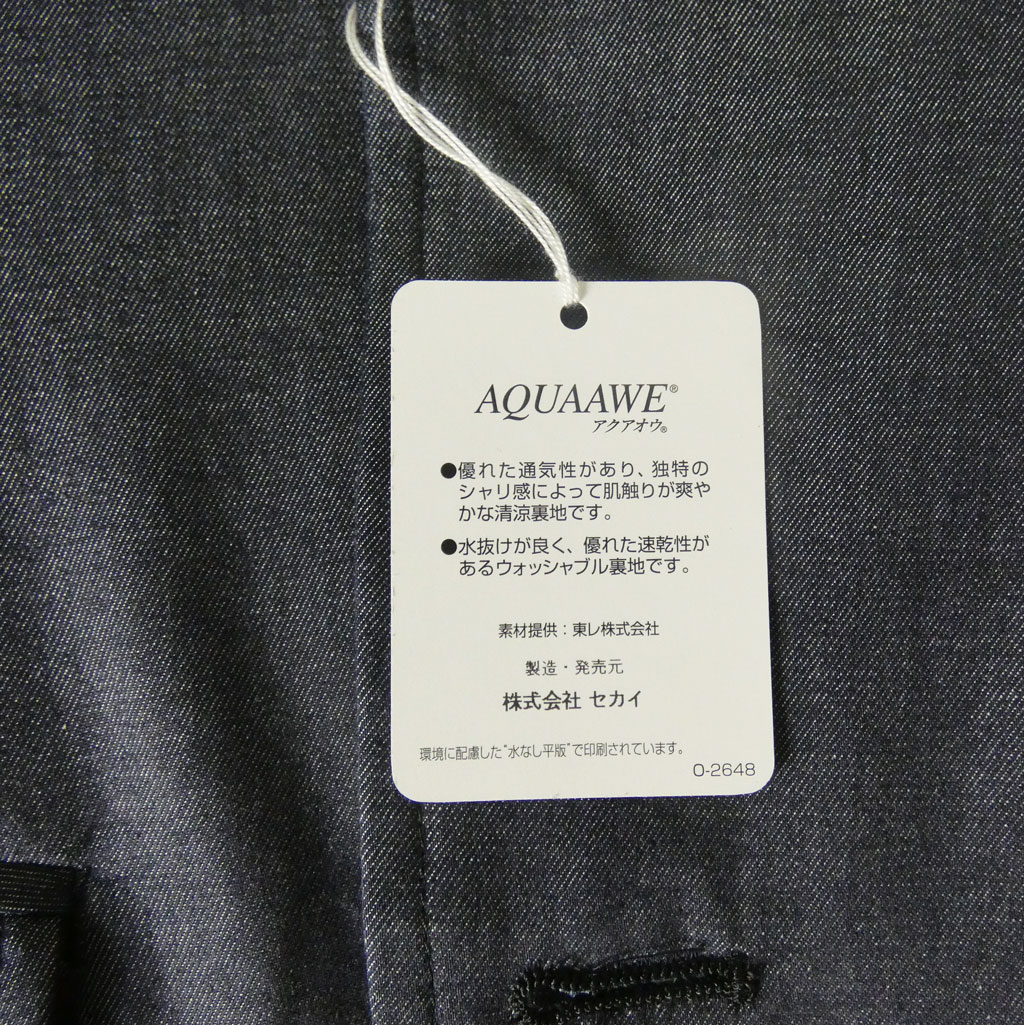 AQUAAWE®
アクアオウ®
●優れた通気性があり、独特の
シャリ感によって肌触りが爽や
かな清涼裏地です。
●水抜けが良く、優れた速乾性が
あるウォッシャブル裏地です。
素材提供：東レ株式会社
製造・発売元
株式会社 セカイ
環境に配慮した“水なし平版”で印刷されています。
O-2648